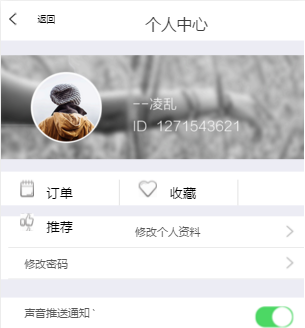 返回
个人中心
--凌乱
ID 1271543621
订单 收藏
推荐
修改个人资料
修改密码
声音推送通知`